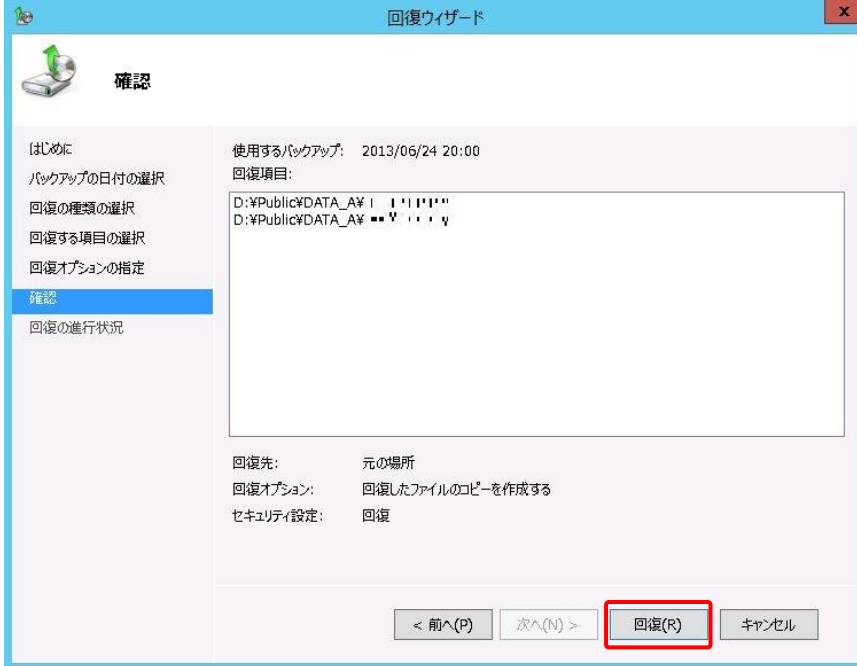 回復ウィザード
x
確認
はじめに
バックアップの日付の選択
回復の種類の選択
回復する項目の選択
回復オプションの指定
確認
回復の進行状況
使用するバックアップ: 2013/06/24 20:00
回復項目:
D:¥Public¥DATA_A¥
D:¥Public¥DATA_A¥
回復先: 元の場所
回復オプション: 回復したファイルのコピーを作成する
セキュリティ設定: 回復
< 前へ(P)
次へ(N) >
回復(R)
キャンセル